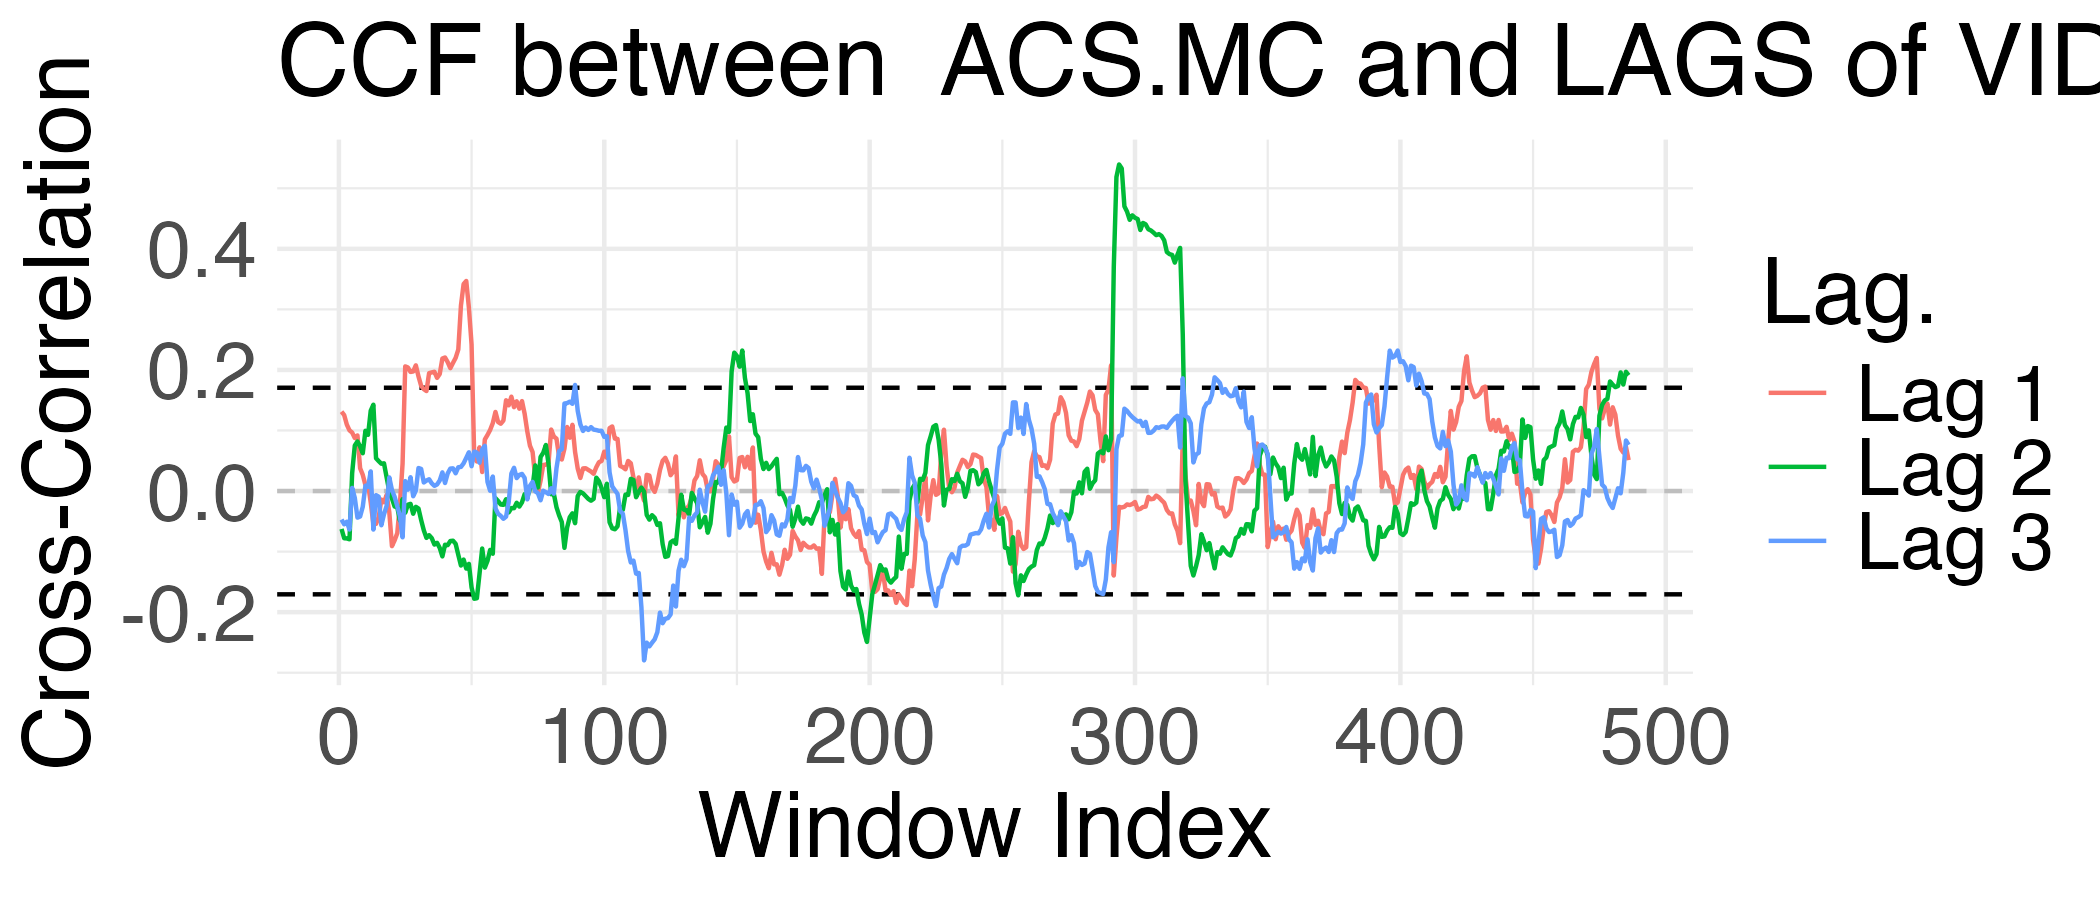 CCF between  ACS.MC and LAGS of VID
Cross-Correlation
0.4
0.2
0.0
-0.2
0
100
200
300
400
500
Window Index
Lag.
Lag 1
Lag 2
Lag 3